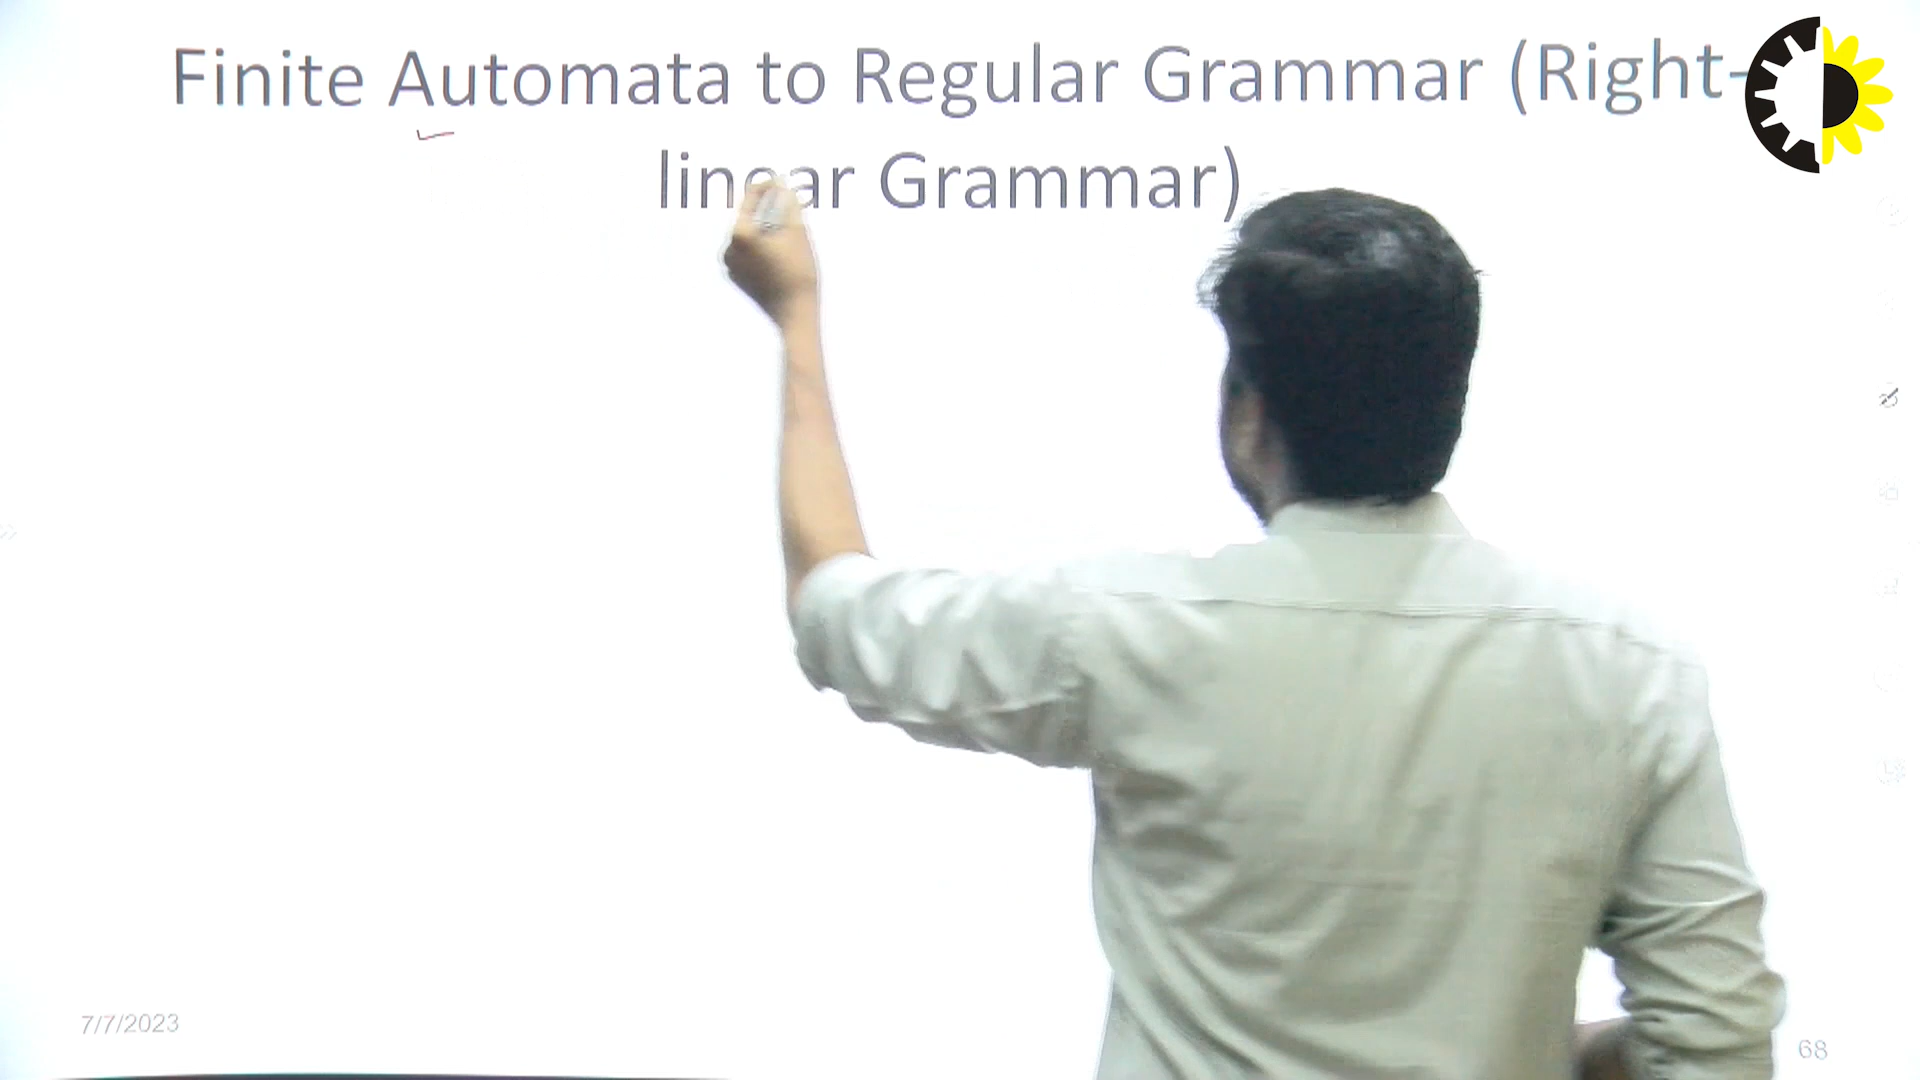 Finite Automata to Regular Grammar (Right-
linear Grammar)
7/7/2023
68